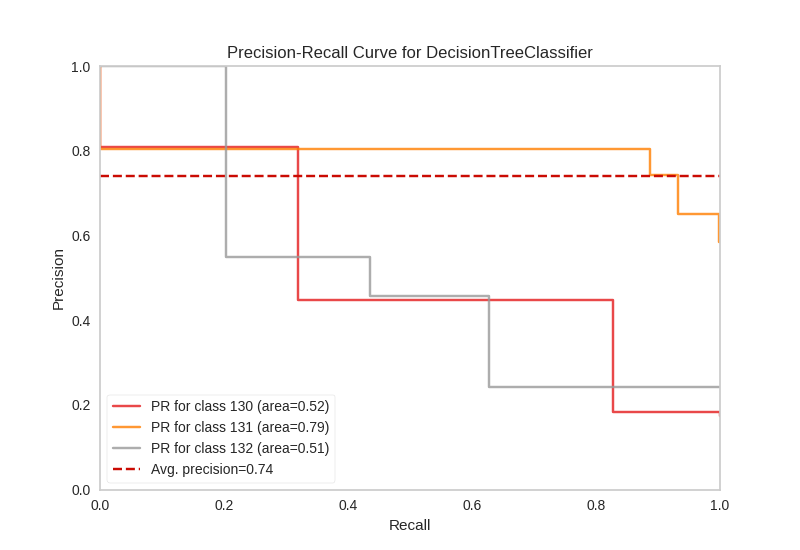 Precision-Recall Curve for DecisionTreeClassifier
1.0
0.8
0.6
0.4
0.2
0.0
Precision
PR for class 130 (area=0.52)
PR for class 131 (area=0.79)
PR for class 132 (area=0.51)
Avg. precision=0.74
0.0 0.2 0.4 0.6 0.8 1.0
Recall